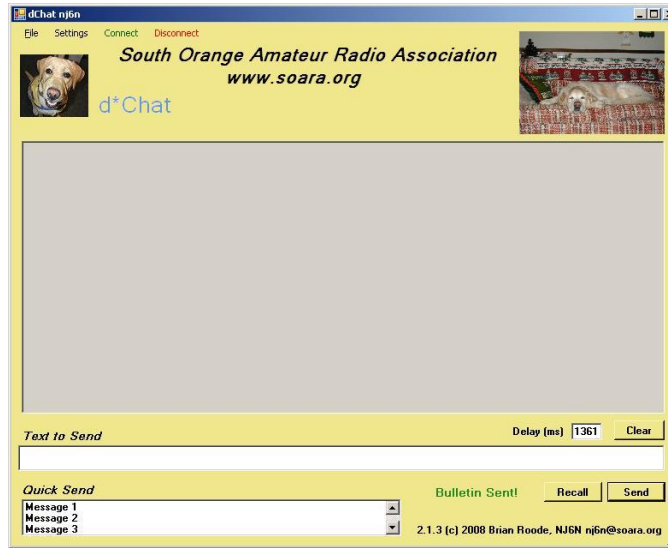 dChat nj6n
File Settings Connect Disconnect
South Orange Amateur Radio Association
www.soara.org
d*Chat
Text to Send
Delay (ms) 1361 Clear
Quick Send
Bulletin Sent! Recall Send
Message 1
Message 2
Message 3
2.1.3 (c) 2008 Brian Roode, NJ6N nj6n@soara.org